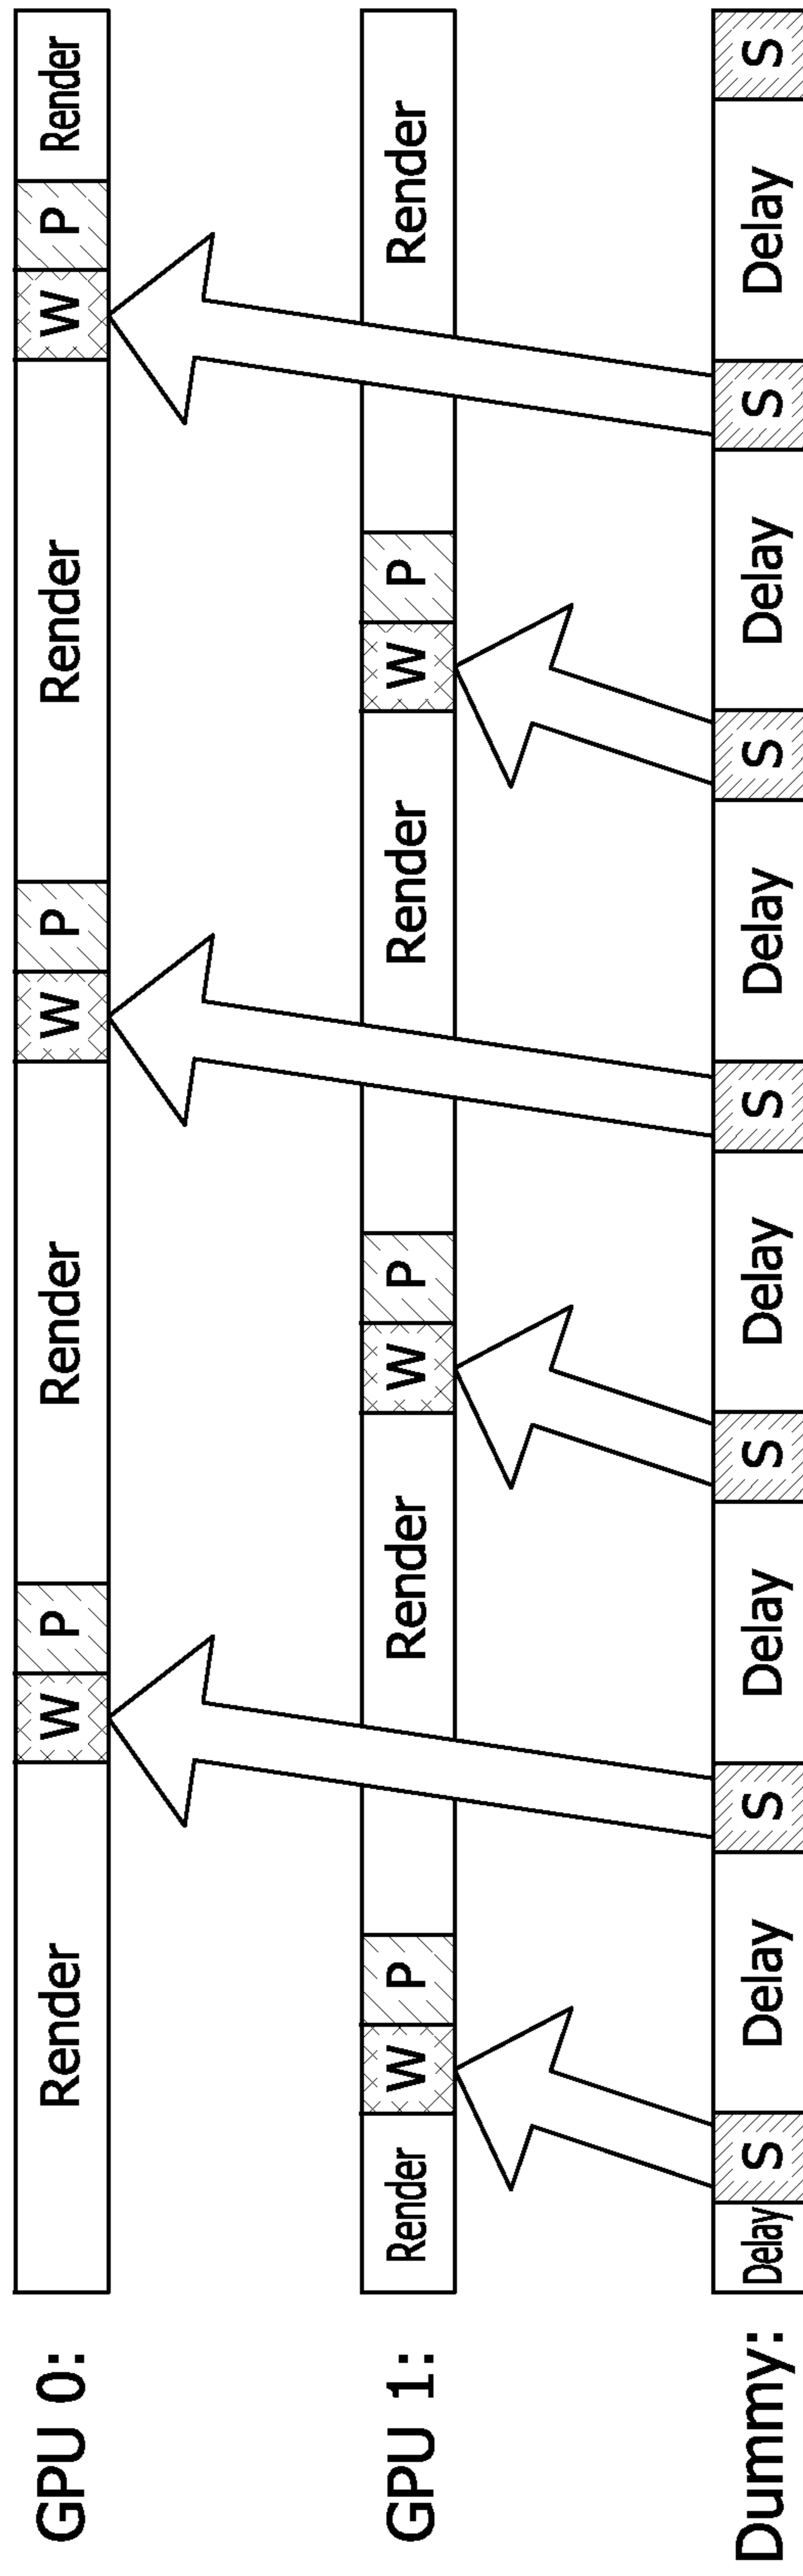 GPU 0: Render W P Render W P Render W P Render
GPU 1: Render W P Render W P Render W P Render
Dummy: Delay S Delay S Delay S Delay S Delay S Delay S Delay S